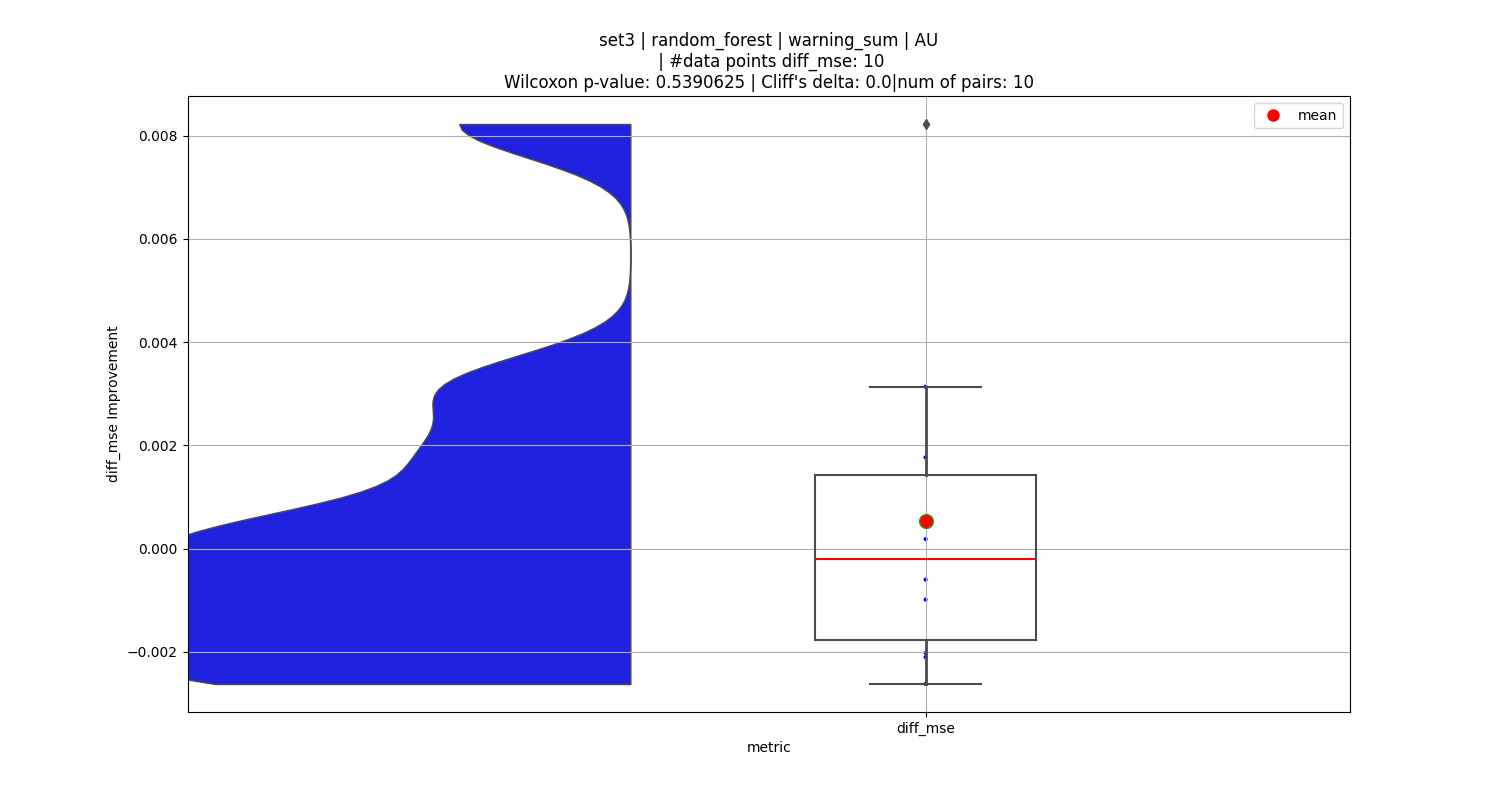 set3 | random_forest | warning_sum | AU
| #data points diff_mse: 10
Wilcoxon p-value: 0.5390625 | Cliff's delta: 0.0|num of pairs: 10
mean
0.008
0.006
0.004
0.002
0.000
−0.002
diff_mse Improvement
diff_mse
metric